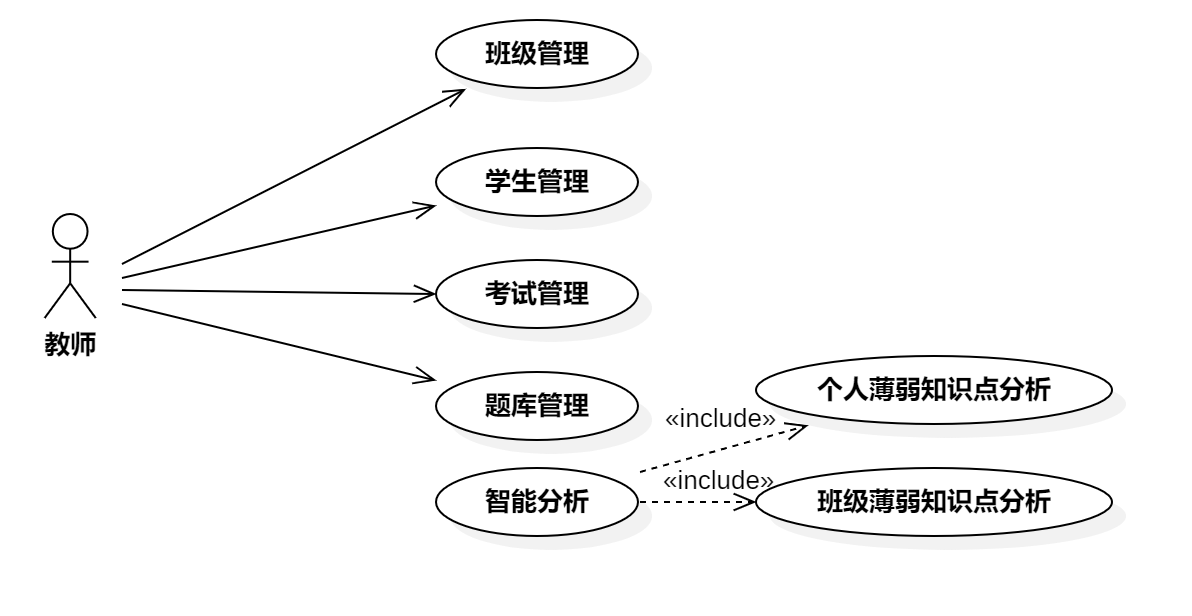 班级管理
学生管理
考试管理
教师
题库管理
个人薄弱知识点分析
«include»
«include»
智能分析
班级薄弱知识点分析